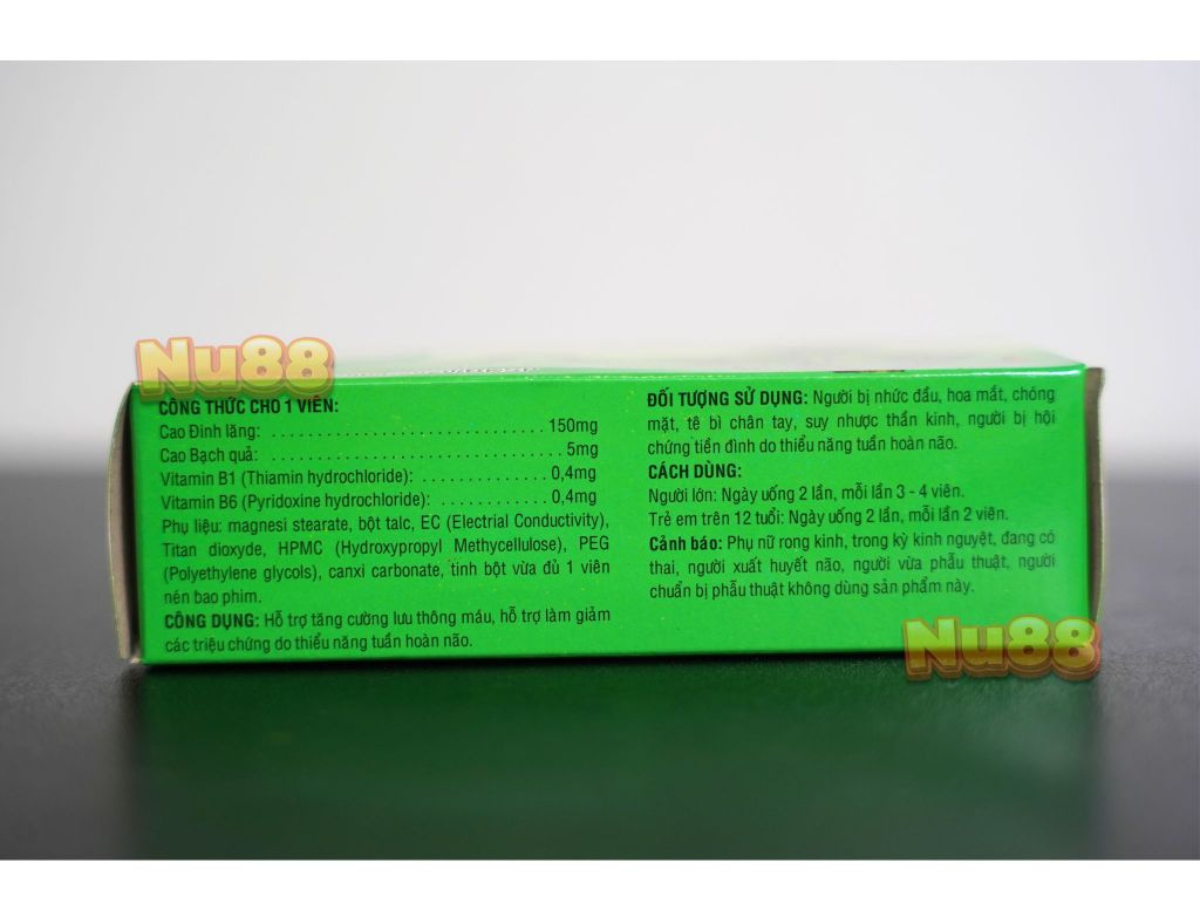 Nu88
CÔNG THỨC CHO 1 VIÊN:
Cao Đinh lăng: ............................ 150mg
Cao Bạch quả: .............................. 5mg
Vitamin B1 (Thiamin hydrochloride): .............. 0,4mg
Vitamin B6 (Pyridoxine hydrochloride): ............ 0,4mg
Phụ liệu: magnesi stearate, bột talc, EC (Electrial Conductivity),
Titan dioxyde, HPMC (Hydroxypropyl Methycellulose), PEG
(Polyethylene glycols), canxi carbonate, tinh bột vừa đủ 1 viên
nén bao phim.
CÔNG DỤNG: Hỗ trợ tăng cường lưu thông máu, hỗ trợ làm giảm
các triệu chứng do thiểu năng tuần hoàn não.
ĐỐI TƯỢNG SỬ DỤNG: Người bị nhức đầu, hoa mắt, chóng
mặt, tê bì chân tay, suy nhược thần kinh, người bị hội
chứng tiền đình do thiểu năng tuần hoàn não.
CÁCH DÙNG:
Người lớn: Ngày uống 2 lần, mỗi lần 3 - 4 viên.
Trẻ em trên 12 tuổi: Ngày uống 2 lần, mỗi lần 2 viên.
Cảnh báo: Phụ nữ rong kinh, trong kỳ kinh nguyệt, đang có
thai, người xuất huyết não, người vừa phẫu thuật, người
chuẩn bị phẫu thuật không dùng sản phẩm này.
Nu88